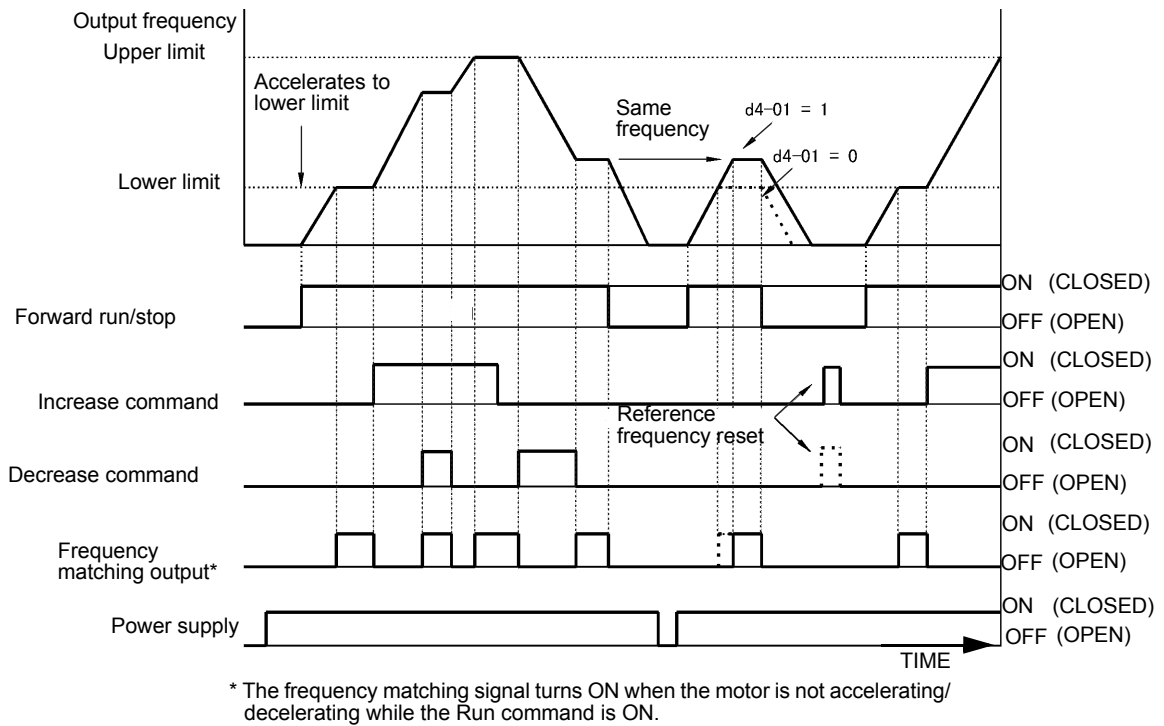 Output frequency
Upper limit
Accelerates to
lower limit
Same
frequency
d4-01 = 1
d4-01 = 0
Lower limit
ON (CLOSED)
Forward run/stop
OFF (OPEN)
ON (CLOSED)
Increase command
OFF (OPEN)
Reference
frequency reset
ON (CLOSED)
Decrease command
OFF (OPEN)
ON (CLOSED)
Frequency
matching output*
OFF (OPEN)
ON (CLOSED)
Power supply
OFF (OPEN)
TIME
* The frequency matching signal turns ON when the motor is not accelerating/
decelerating while the Run command is ON.